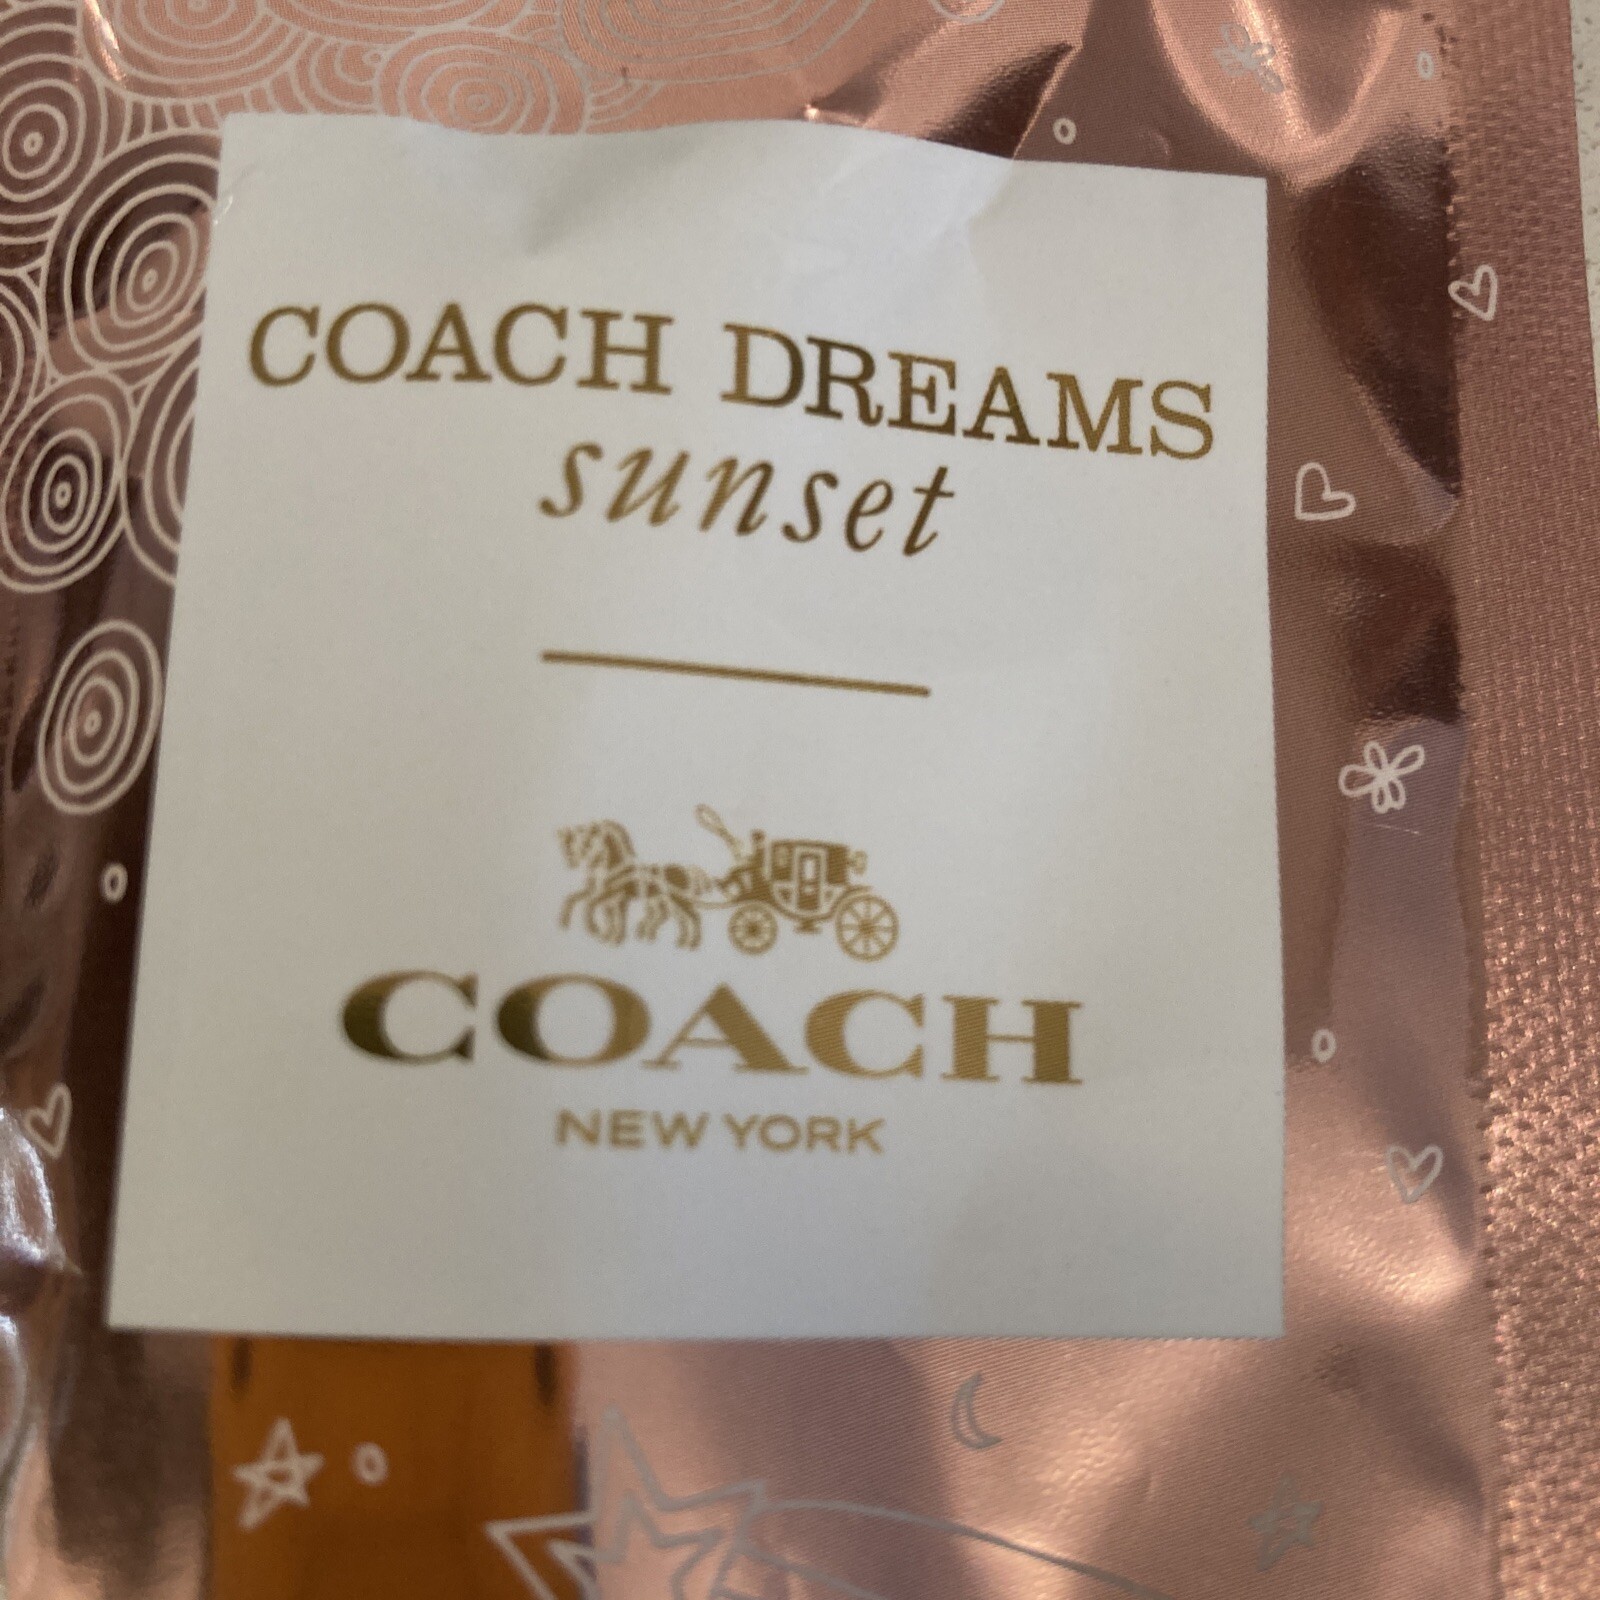 COACH DREAMS
sunset
COACH
NEW YORK